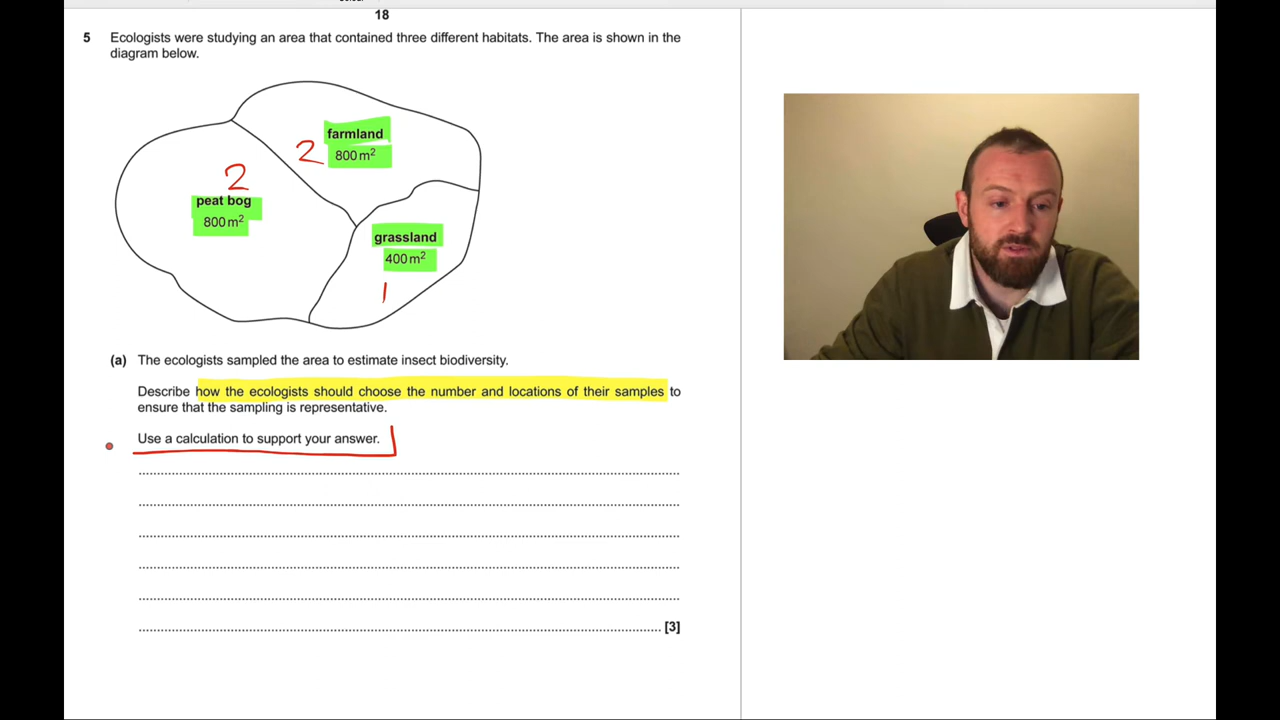 18
5 Ecologists were studying an area that contained three different habitats. The area is shown in the
diagram below.
farmland
2 800 m²
2
peat bog
800 m²
grassland
400 m²
1
(a) The ecologists sampled the area to estimate insect biodiversity.
Describe how the ecologists should choose the number and locations of their samples to
ensure that the sampling is representative.
Use a calculation to support your answer.
[3]